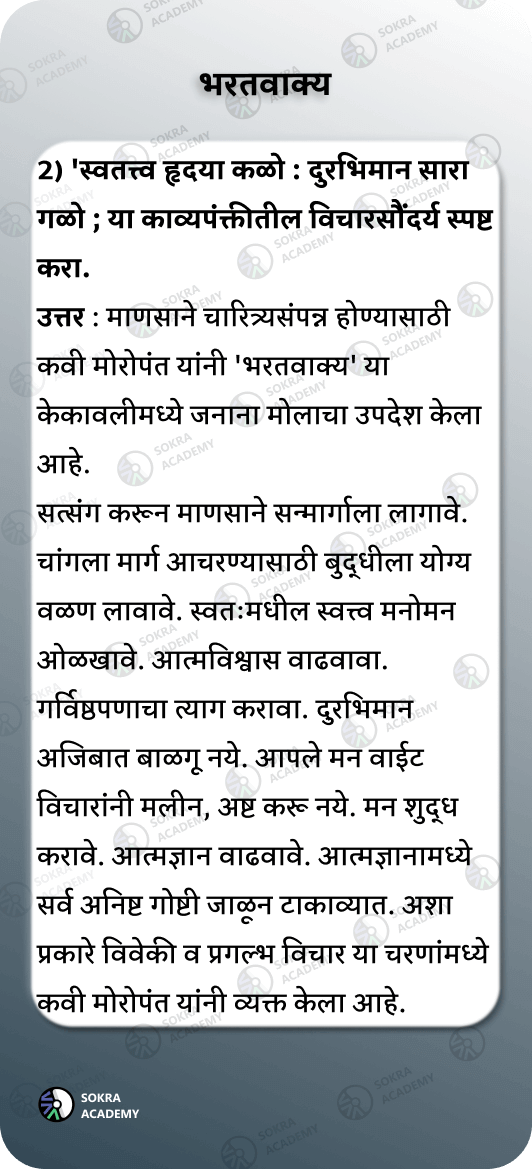 भरतवाक्य
2) 'स्वतत्त्व हृदया कळो : दुरभिमान सारा
गळो ; या काव्यपंक्तीतील विचारसौंदर्य स्पष्ट
करा.
उत्तर : माणसाने चारित्र्यसंपन्न होण्यासाठी
कवी मोरोपंत यांनी 'भरतवाक्य' या
केकावलीमध्ये जनाना मोलाचा उपदेश केला
आहे.
सत्संग करून माणसाने सन्मार्गाला लागावे.
चांगला मार्ग आचरण्यासाठी बुद्धीला योग्य
वळण लावावे. स्वतःमधील स्वत्त्व मनोमन
ओळखावे. आत्मविश्वास वाढवावा.
गर्विष्ठपणाचा त्याग करावा. दुरभिमान
अजिबात बाळगू नये. आपले मन वाईट
विचारांनी मलीन, अष्ट करू नये. मन शुद्ध
करावे. आत्मज्ञान वाढवावे. आत्मज्ञानामध्ये
सर्व अनिष्ट गोष्टी जाळून टाकाव्यात. अशा
प्रकारे विवेकी व प्रगल्भ विचार या चरणांमध्ये
कवी मोरोपंत यांनी व्यक्त केला आहे.
SOKRA
ACADEMY